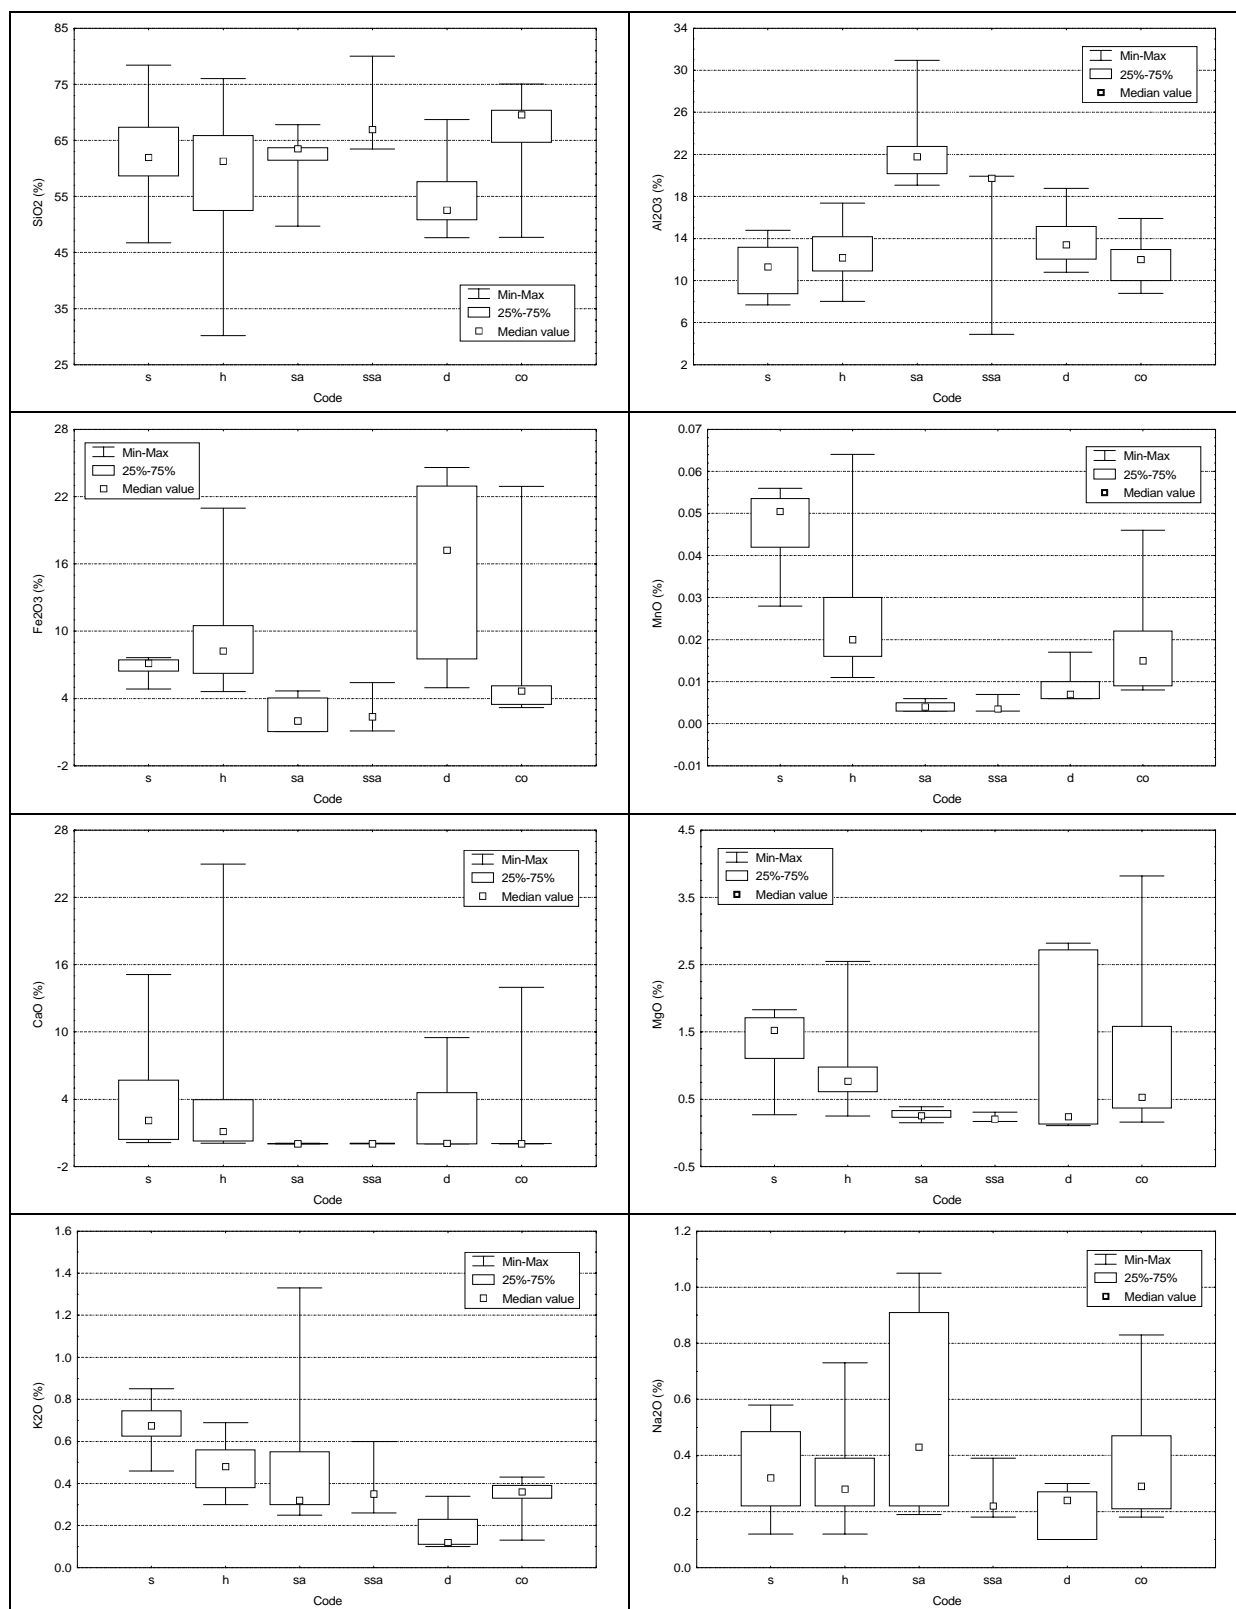 85
75
65
55
45
35
25
SiO2 (%)
s h sa ssa d co
Code
Min-Max
25%-75%
Median value
34
30
26
22
18
14
10
6
2
Al2O3 (%)
s h sa ssa d co
Code
Min-Max
25%-75%
Median value
28
22
16
10
4
-2
Fe2O3 (%)
s h sa ssa d co
Code
Min-Max
25%-75%
Median value
0.07
0.06
0.05
0.04
0.03
0.02
0.01
0.00
-0.01
MnO (%)
s h sa ssa d co
Code
Min-Max
25%-75%
Median value
28
22
16
10
4
-2
CaO (%)
s h sa ssa d co
Code
Min-Max
25%-75%
Median value
4.5
3.5
2.5
1.5
0.5
-0.5
MgO (%)
s h sa ssa d co
Code
Min-Max
25%-75%
Median value
1.6
1.4
1.2
1.0
0.8
0.6
0.4
0.2
0.0
K2O (%)
s h sa ssa d co
Code
Min-Max
25%-75%
Median value
1.2
1.0
0.8
0.6
0.4
0.2
0.0
Na2O (%)
s h sa ssa d co
Code
Min-Max
25%-75%
Median value